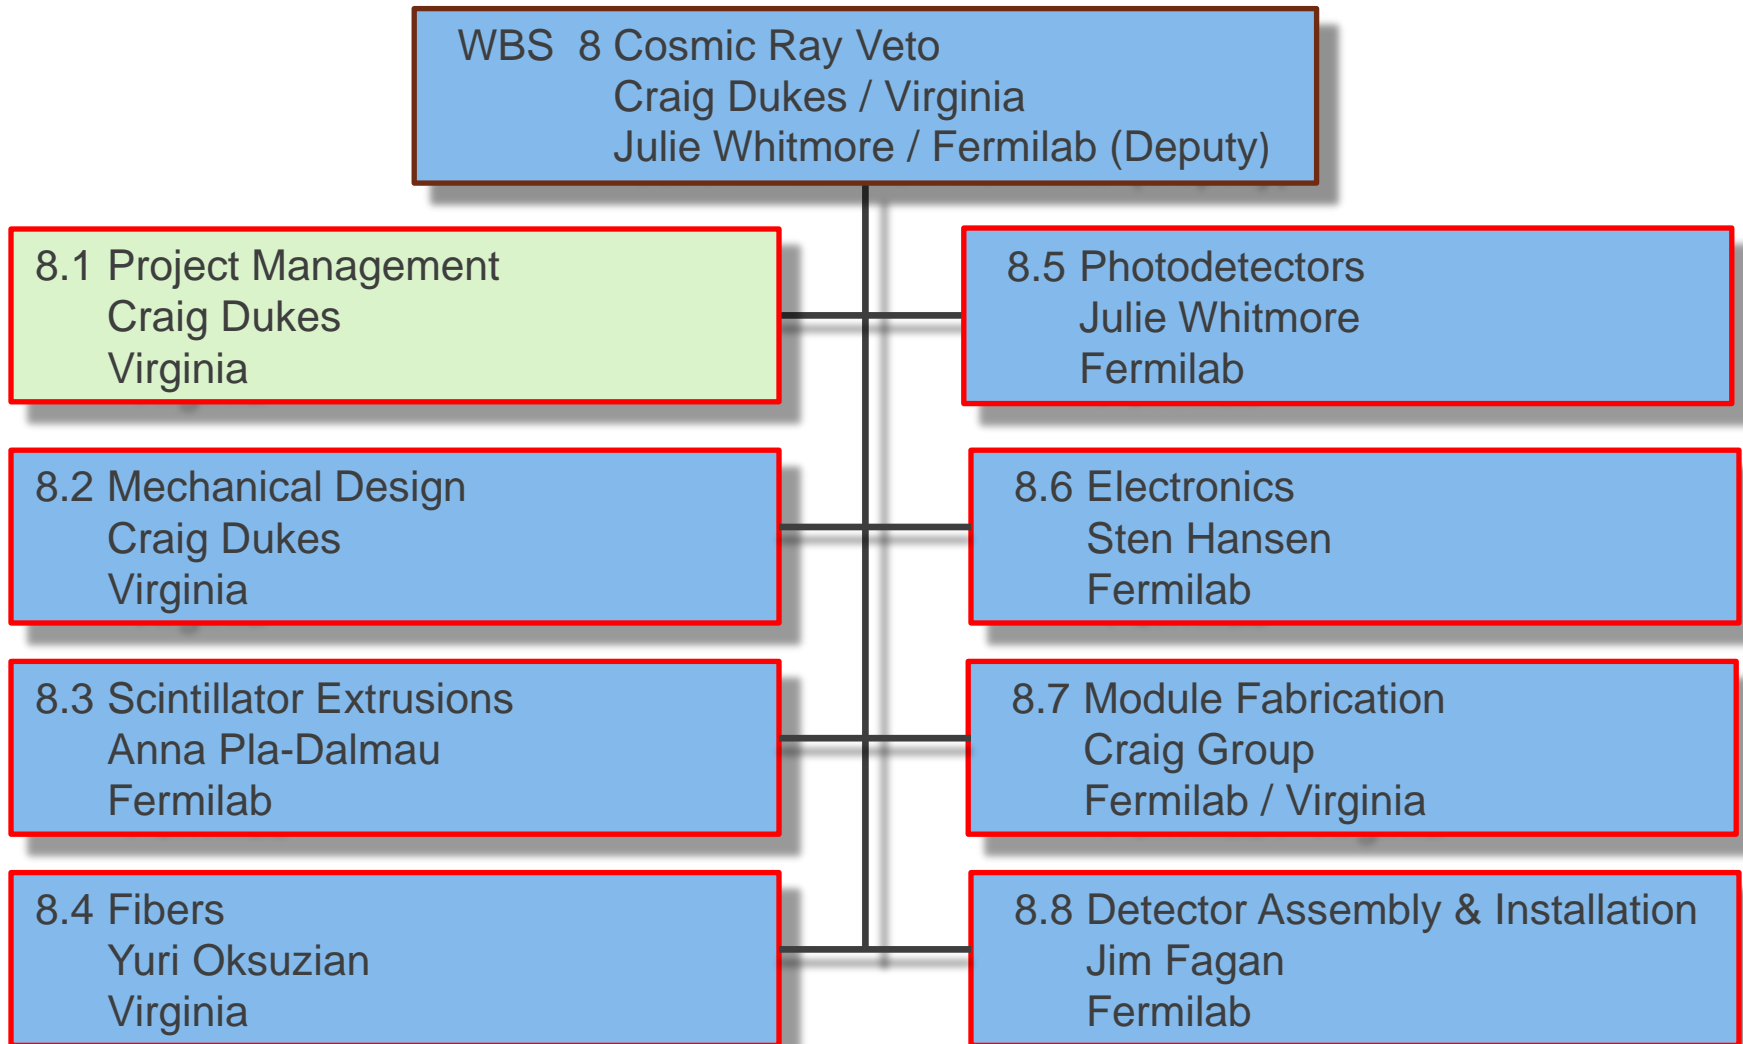 WBS 8 Cosmic Ray Veto
Craig Dukes / Virginia
Julie Whitmore / Fermilab (Deputy)
8.1 Project Management
Craig Dukes
Virginia
8.2 Mechanical Design
Craig Dukes
Virginia
8.3 Scintillator Extrusions
Anna Pla-Dalmau
Fermilab
8.4 Fibers
Yuri Oksuzian
Virginia
8.5 Photodetectors
Julie Whitmore
Fermilab
8.6 Electronics
Sten Hansen
Fermilab
8.7 Module Fabrication
Craig Group
Fermilab / Virginia
8.8 Detector Assembly & Installation
Jim Fagan
Fermilab